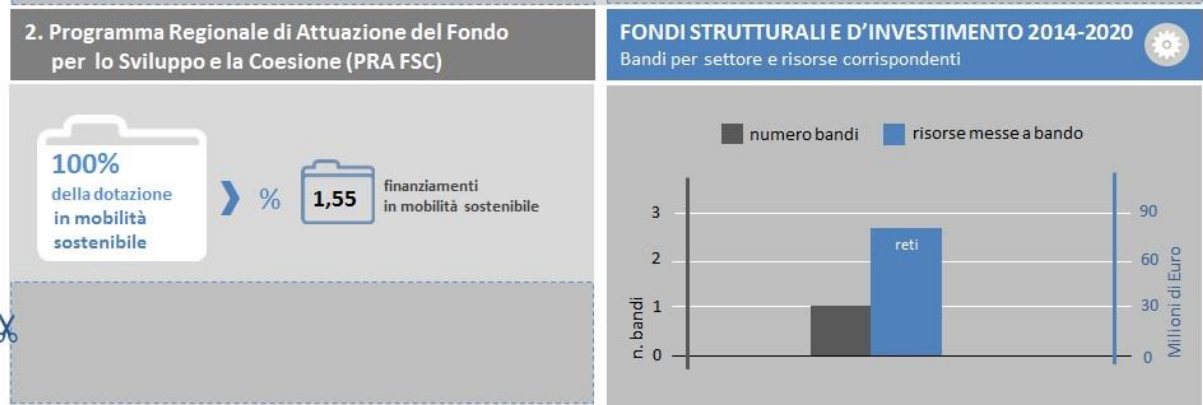 2. Programma Regionale di Attuazione del Fondo
per lo Sviluppo e la Coesione (PRA FSC)
100%
della dotazione
in mobilità
sostenibile
%
1,55
finanziamenti
in mobilità sostenibile
FONDI STRUTTURALI E D'INVESTIMENTO 2014-2020
Bandi per settore e risorse corrispondenti
numero bandi
risorse messe a bando
n. bandi
3
2
1
0
reti
90
60
30
0
Milioni di Euro